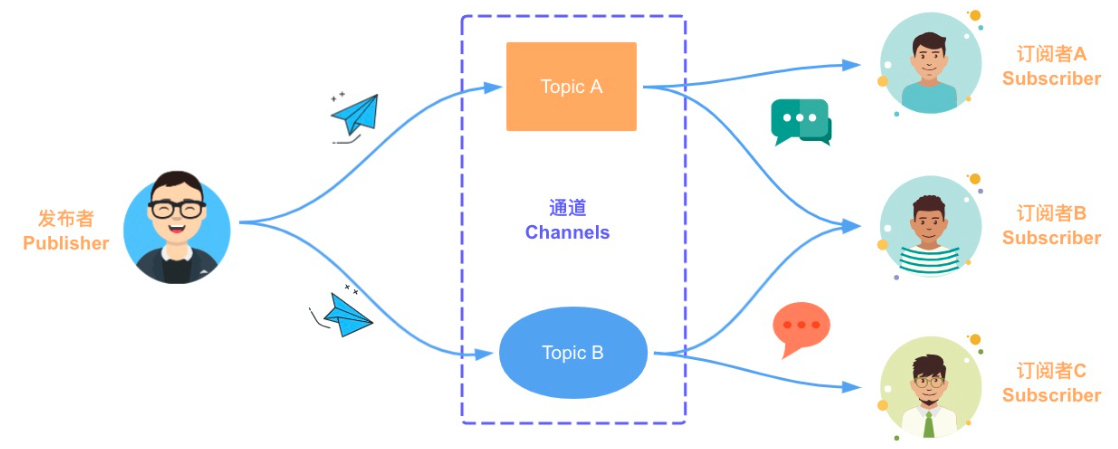 发布者
Publisher
Topic A
通道
Channels
Topic B
订阅者A
Subscriber
订阅者B
Subscriber
订阅者C
Subscriber